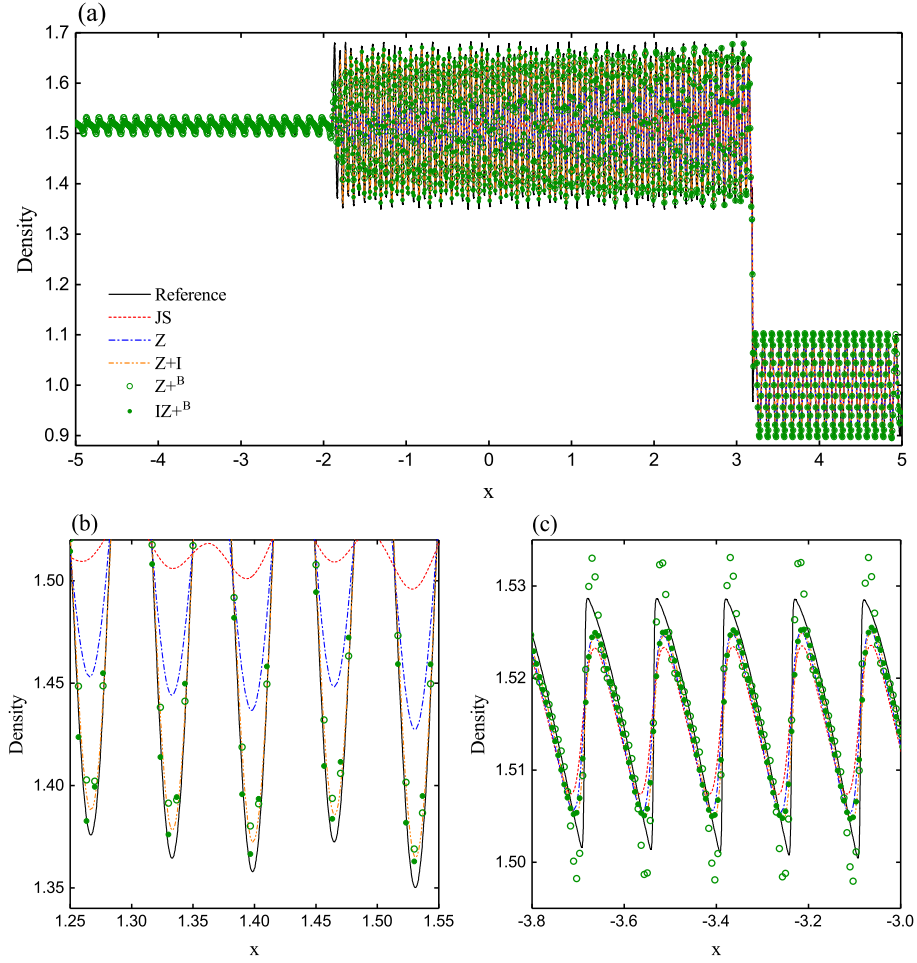 (a)
1.7
1.6
1.5
1.4
1.3
1.2
1.1
1.0
0.9
Density
Reference
JS
Z
Z+I
Z+B
IZ+B
-5 -4 -3 -2 -1 0 1 2 3 4 5
x
(b)
1.50
1.45
1.40
1.35
Density
1.25 1.30 1.35 1.40 1.45 1.50 1.55
x
(c)
1.53
1.52
1.51
1.50
Density
-3.8 -3.6 -3.4 -3.2 -3.0
x